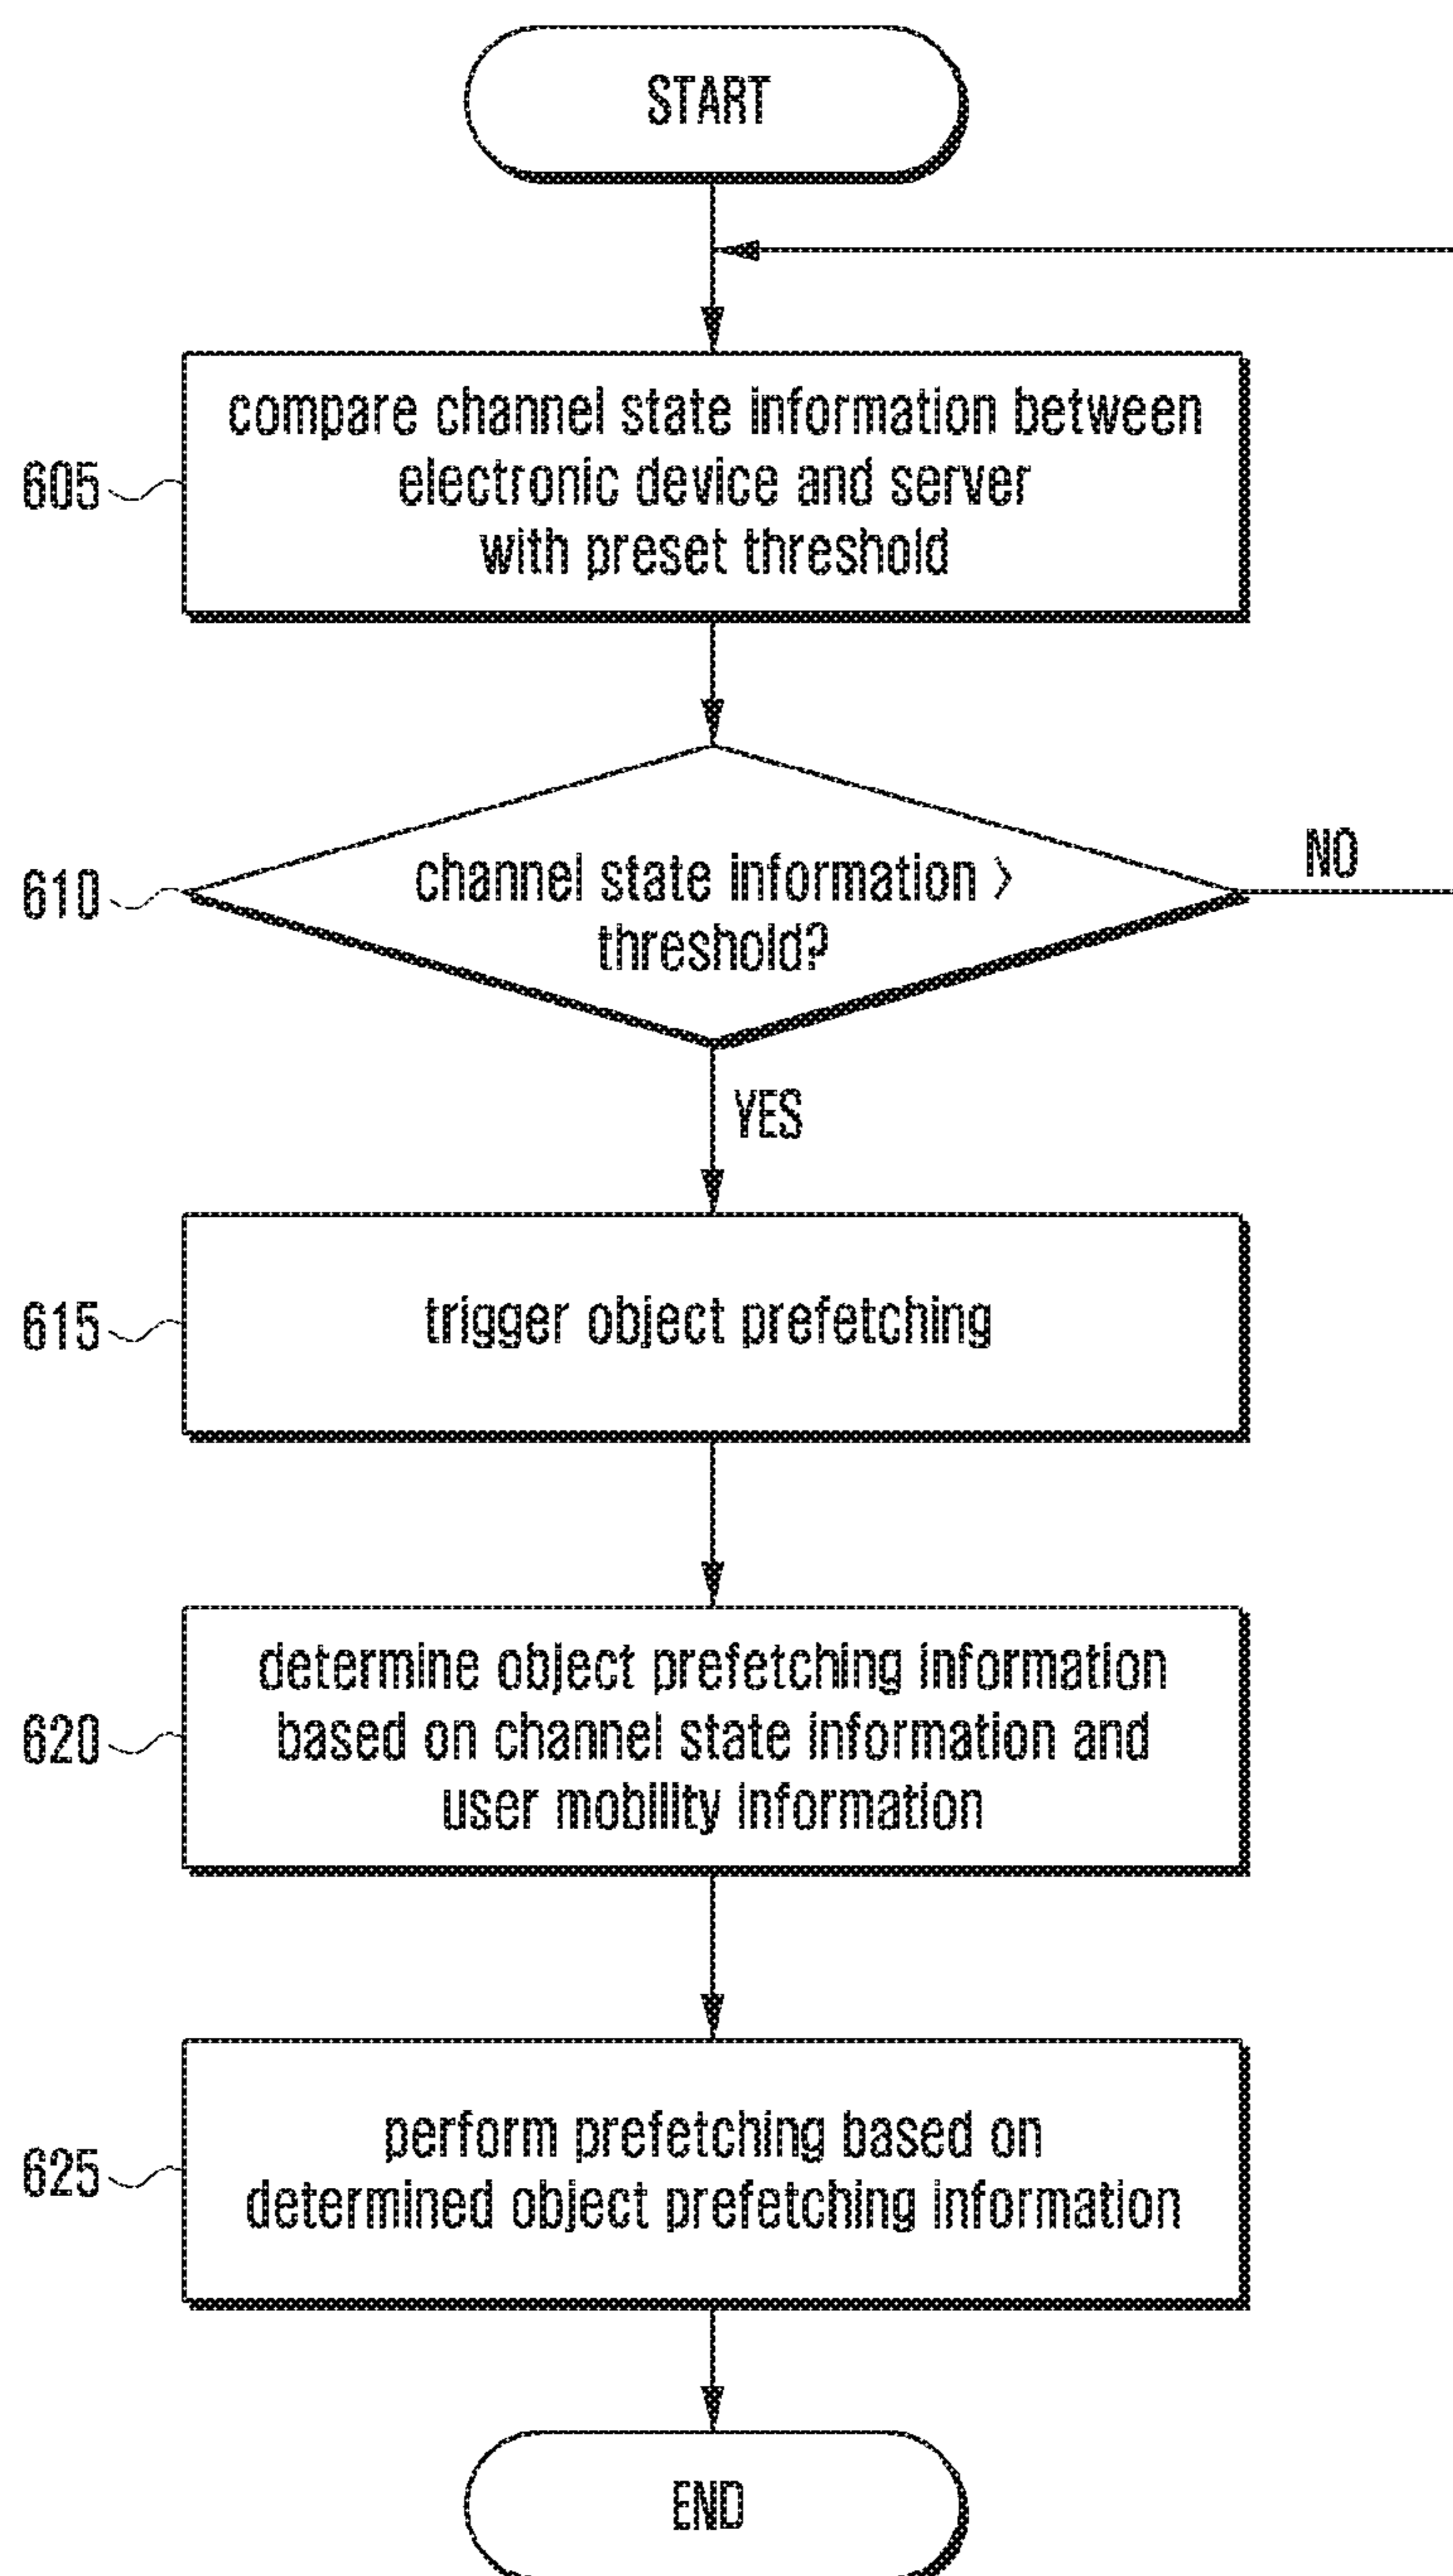 START
compare channel state information between
electronic device and server
with preset threshold
605
channel state information >
threshold?
610
NO
YES
trigger object prefetching
615
determine object prefetching information
based on channel state information and
user mobility information
620
perform prefetching based on
determined object prefetching information
625
END